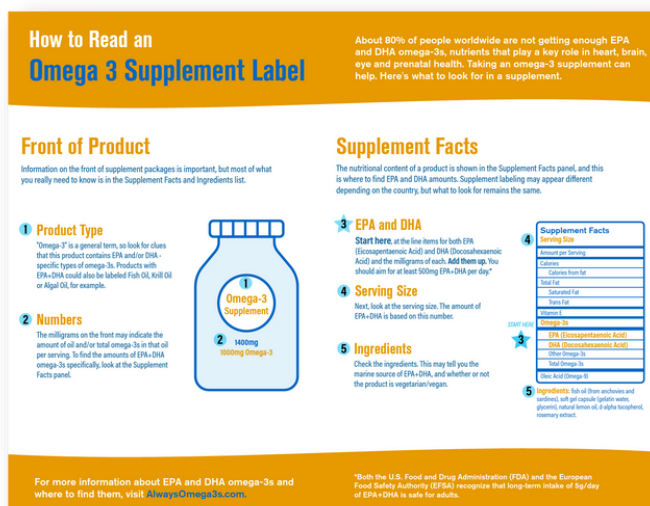 How to Read an
Omega 3 Supplement Label
About 80% of people worldwide are not getting enough EPA
and DHA omega-3s, nutrients that play a key role in heart, brain,
eye and prenatal health. Taking an omega-3 supplement can
help. Here's what to look for in a supplement.
Front of Product
Information on the front of supplement packages is important, but most of what
you really need to know is in the Supplement Facts and Ingredients list.
1 Product Type
"Omega-3" is a general term, so look for clues
that this product contains EPA and/or DHA -
specific types of omega-3s. Products with
EPA+DHA could also be labeled Fish Oil, Krill Oil
or Algal Oil, for example.
2 Numbers
The milligrams on the front may indicate the
amount of oil and/or total omega-3s in that oil
per serving. To find the amounts of EPA+DHA
omega-3s specifically, look at the Supplement
Facts panel.
1
Omega-3
Supplement
2 1400mg
1000mg Omega-3
Supplement Facts
The nutritional content of a product is shown in the Supplement Facts panel, and this
is where to find EPA and DHA amounts. Supplement labeling may appear different
depending on the country, but what to look for remains the same.
3 EPA and DHA
Start here, at the line items for both EPA
(Eicosapentaenoic Acid) and DHA (Docosahexaenoic
Acid) and the milligrams of each. Add them up. You
should aim for at least 500mg EPA+DHA per day.*
4 Serving Size
Next, look at the serving size. The amount of
EPA+DHA is based on this number.
5 Ingredients
Check the ingredients. This may tell you the
marine source of EPA+DHA, and whether or not
the product is vegetarian/vegan.
Supplement Facts
4 Serving Size
Amount per Serving
Calories
Calories from fat
Total Fat
Saturated Fat
Trans Fat
Vitamin E
Omega-3s
START HERE
3
EPA (Eicosapentaenoic Acid)
DHA (Docosahexaenoic Acid)
Other Omega-3s
Total Omega-3s
Oleic Acid (Omega-9)
5 Ingredients: fish oil (from anchovies and
sardines), soft gel capsule (gelatin water,
glycerin), natural lemon oil, d-alpha tocopherol,
rosemary extract.
For more information about EPA and DHA omega-3s and
where to find them, visit AlwaysOmega3s.com.
*Both the U.S. Food and Drug Administration (FDA) and the European
Food Safety Authority (EFSA) recognize that long-term intake of 5g/day
of EPA+DHA is safe for adults.